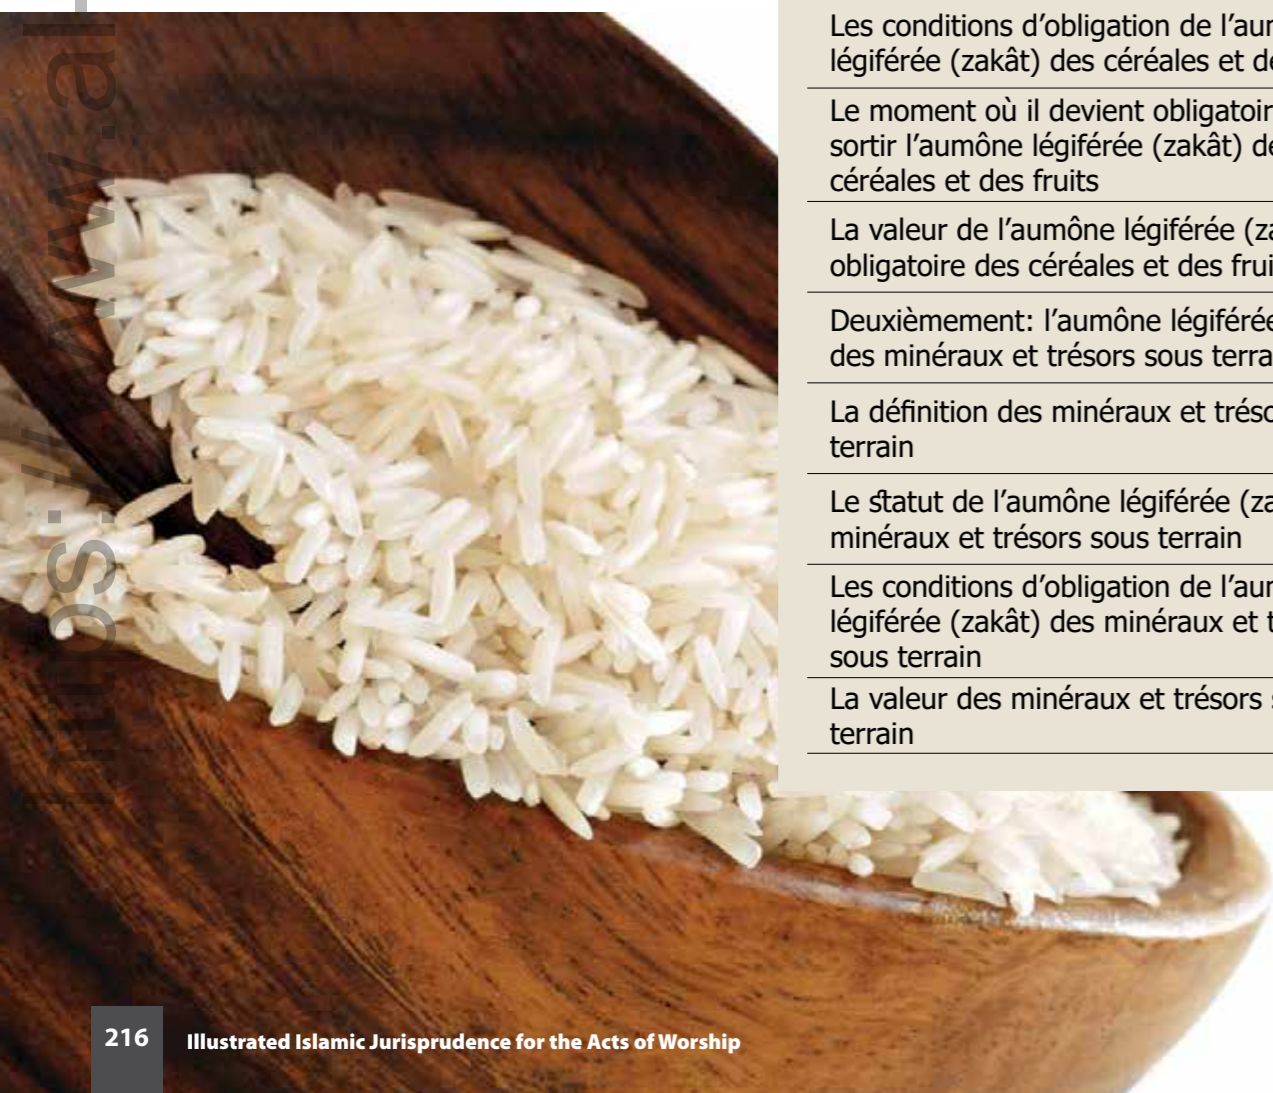 Les conditions d’obligation de l’aum
légiférée (zakât) des céréales et de
Le moment où il devient obligatoir
sortir l’aumône légiférée (zakât) de
céréales et des fruits
La valeur de l’aumône légiférée (za
obligatoire des céréales et des frui
Deuxièmement: l’aumône légiférée
des minéraux et trésors sous terra
La définition des minéraux et tréso
terrain
Le statut de l’aumône légiférée (za
minéraux et trésors sous terrain
Les conditions d’obligation de l’aum
légiférée (zakât) des minéraux et t
sous terrain
La valeur des minéraux et trésors s
terrain
216 Illustrated Islamic Jurisprudence for the Acts of Worship